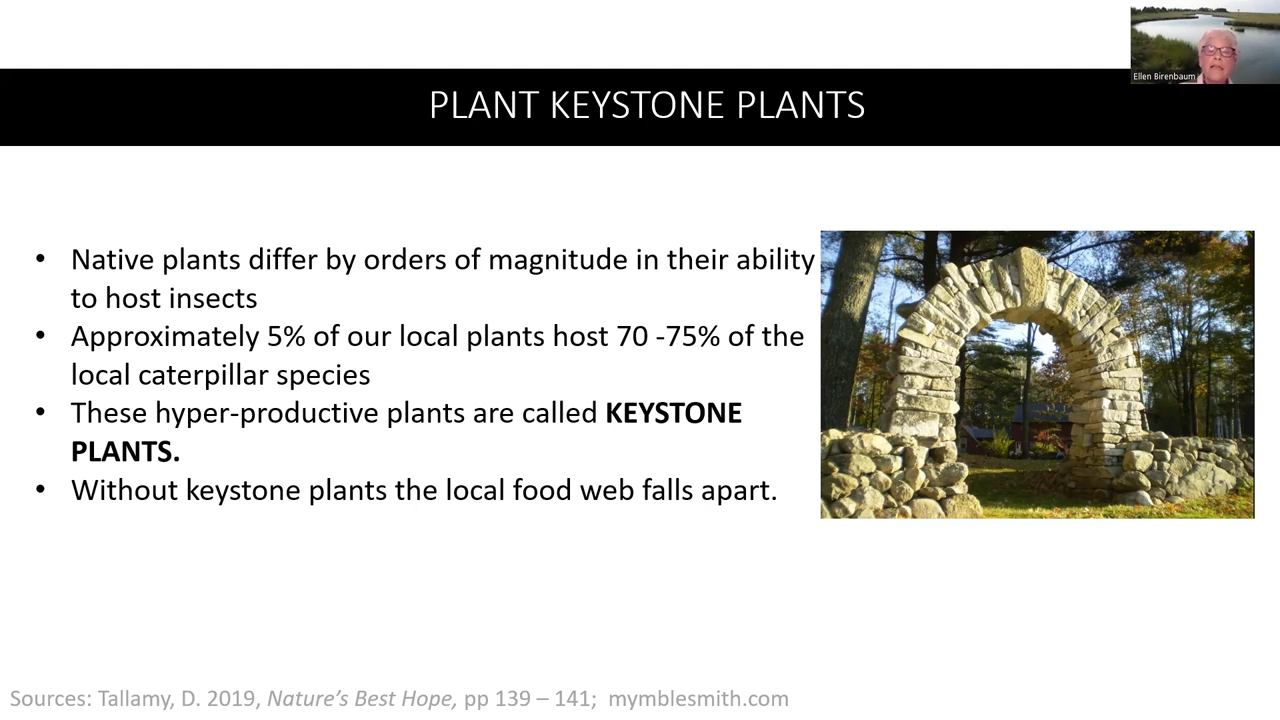 Ellen Birenbaum
PLANT KEYSTONE PLANTS
• Native plants differ by orders of magnitude in their ability
to host insects
• Approximately 5% of our local plants host 70 -75% of the
local caterpillar species
• These hyper-productive plants are called KEYSTONE
PLANTS.
• Without keystone plants the local food web falls apart.
Sources: Tallamy, D. 2019, Nature’s Best Hope, pp 139 – 141;  mymblesmith.com